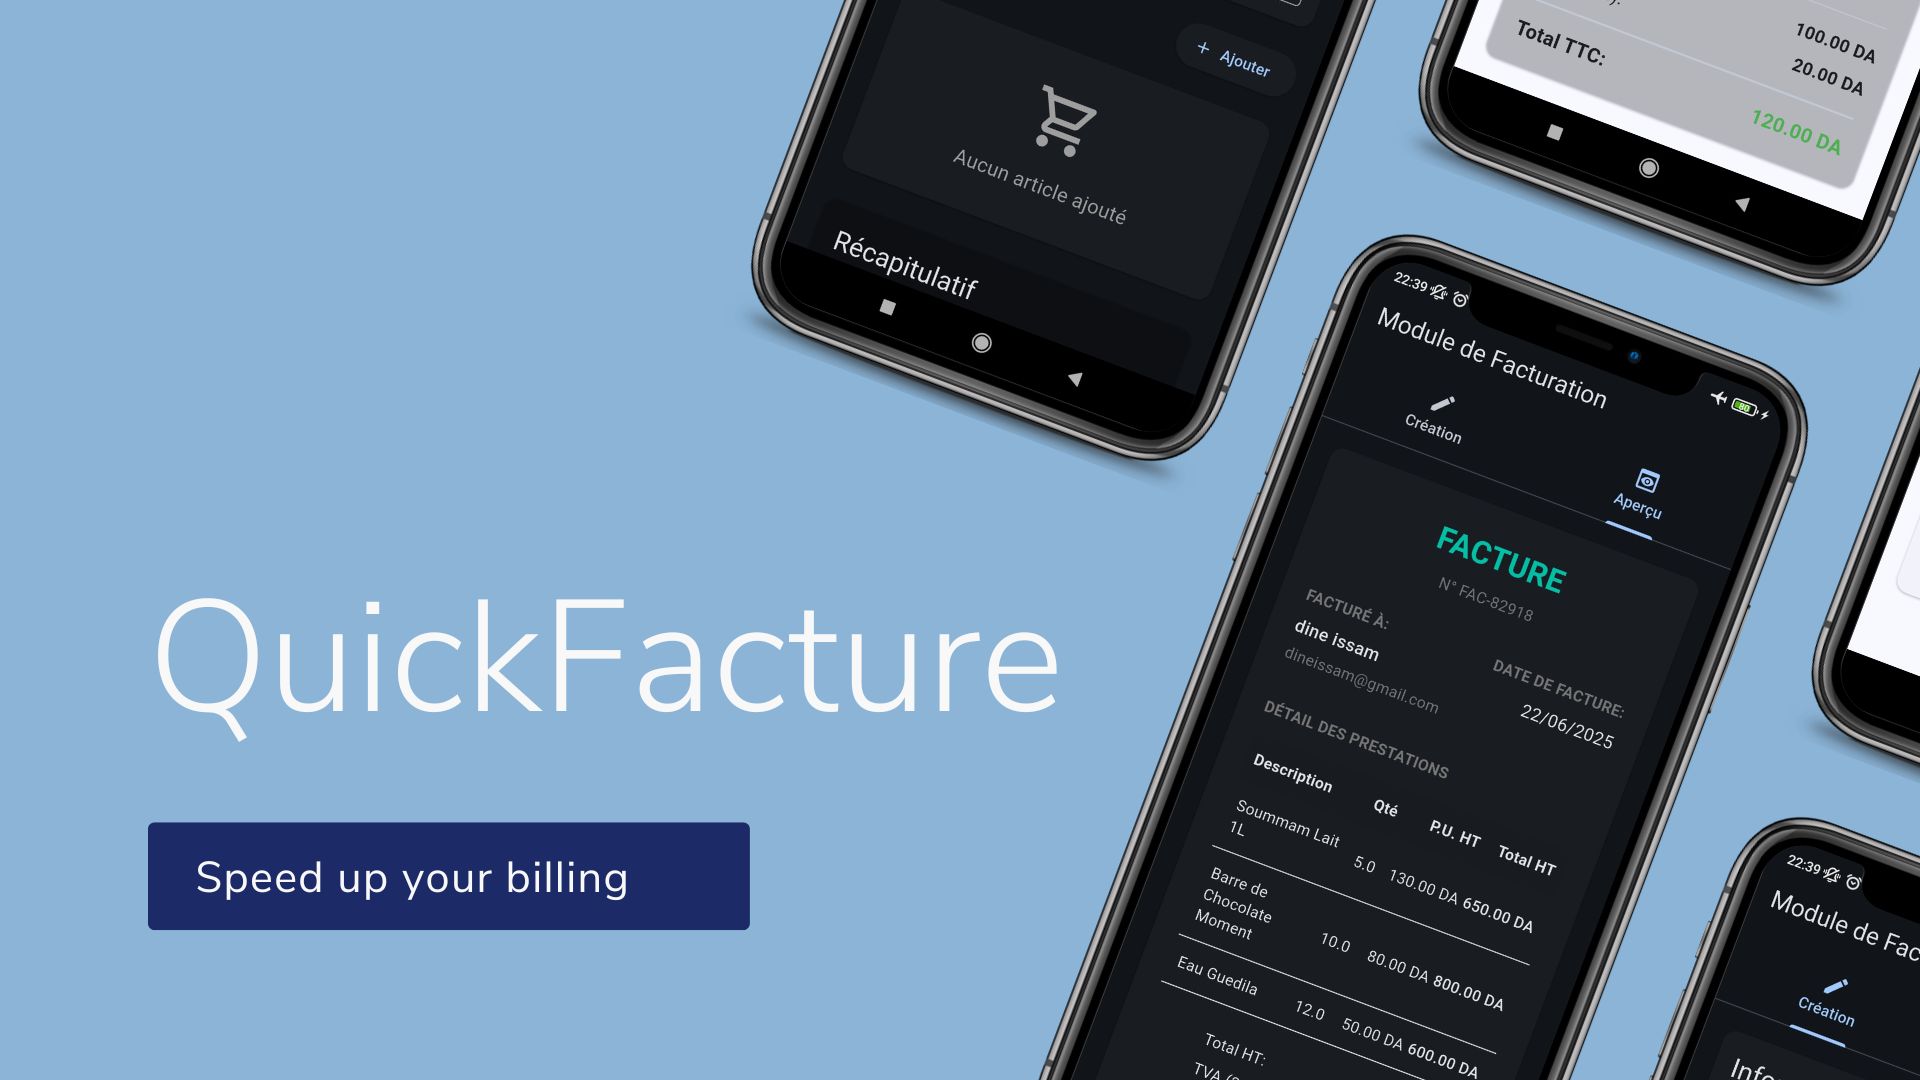 QuickFacture
Speed up your billing
+ Ajouter
Aucun article ajouté
Récapitulatif
100.00 DA
20.00 DA
Total TTC:
120.00 DA
22:39
80
Module de Facturation
Création
Aperçu
FACTURE
N° FAC-82918
FACTURÉ À:
dine issam
dineissam@gmail.com
DATE DE FACTURE:
22/06/2025
DÉTAIL DES PRESTATIONS
Description Qté P.U. HT Total HT
Soummam Lait
1L
5.0 130.00 DA 650.00 DA
Barre de
Chocolate
Moment
10.0 80.00 DA 800.00 DA
Eau Guedila 12.0 50.00 DA 600.00 DA
Total HT:
TVA
22:39
Module de Fac
Création
Info